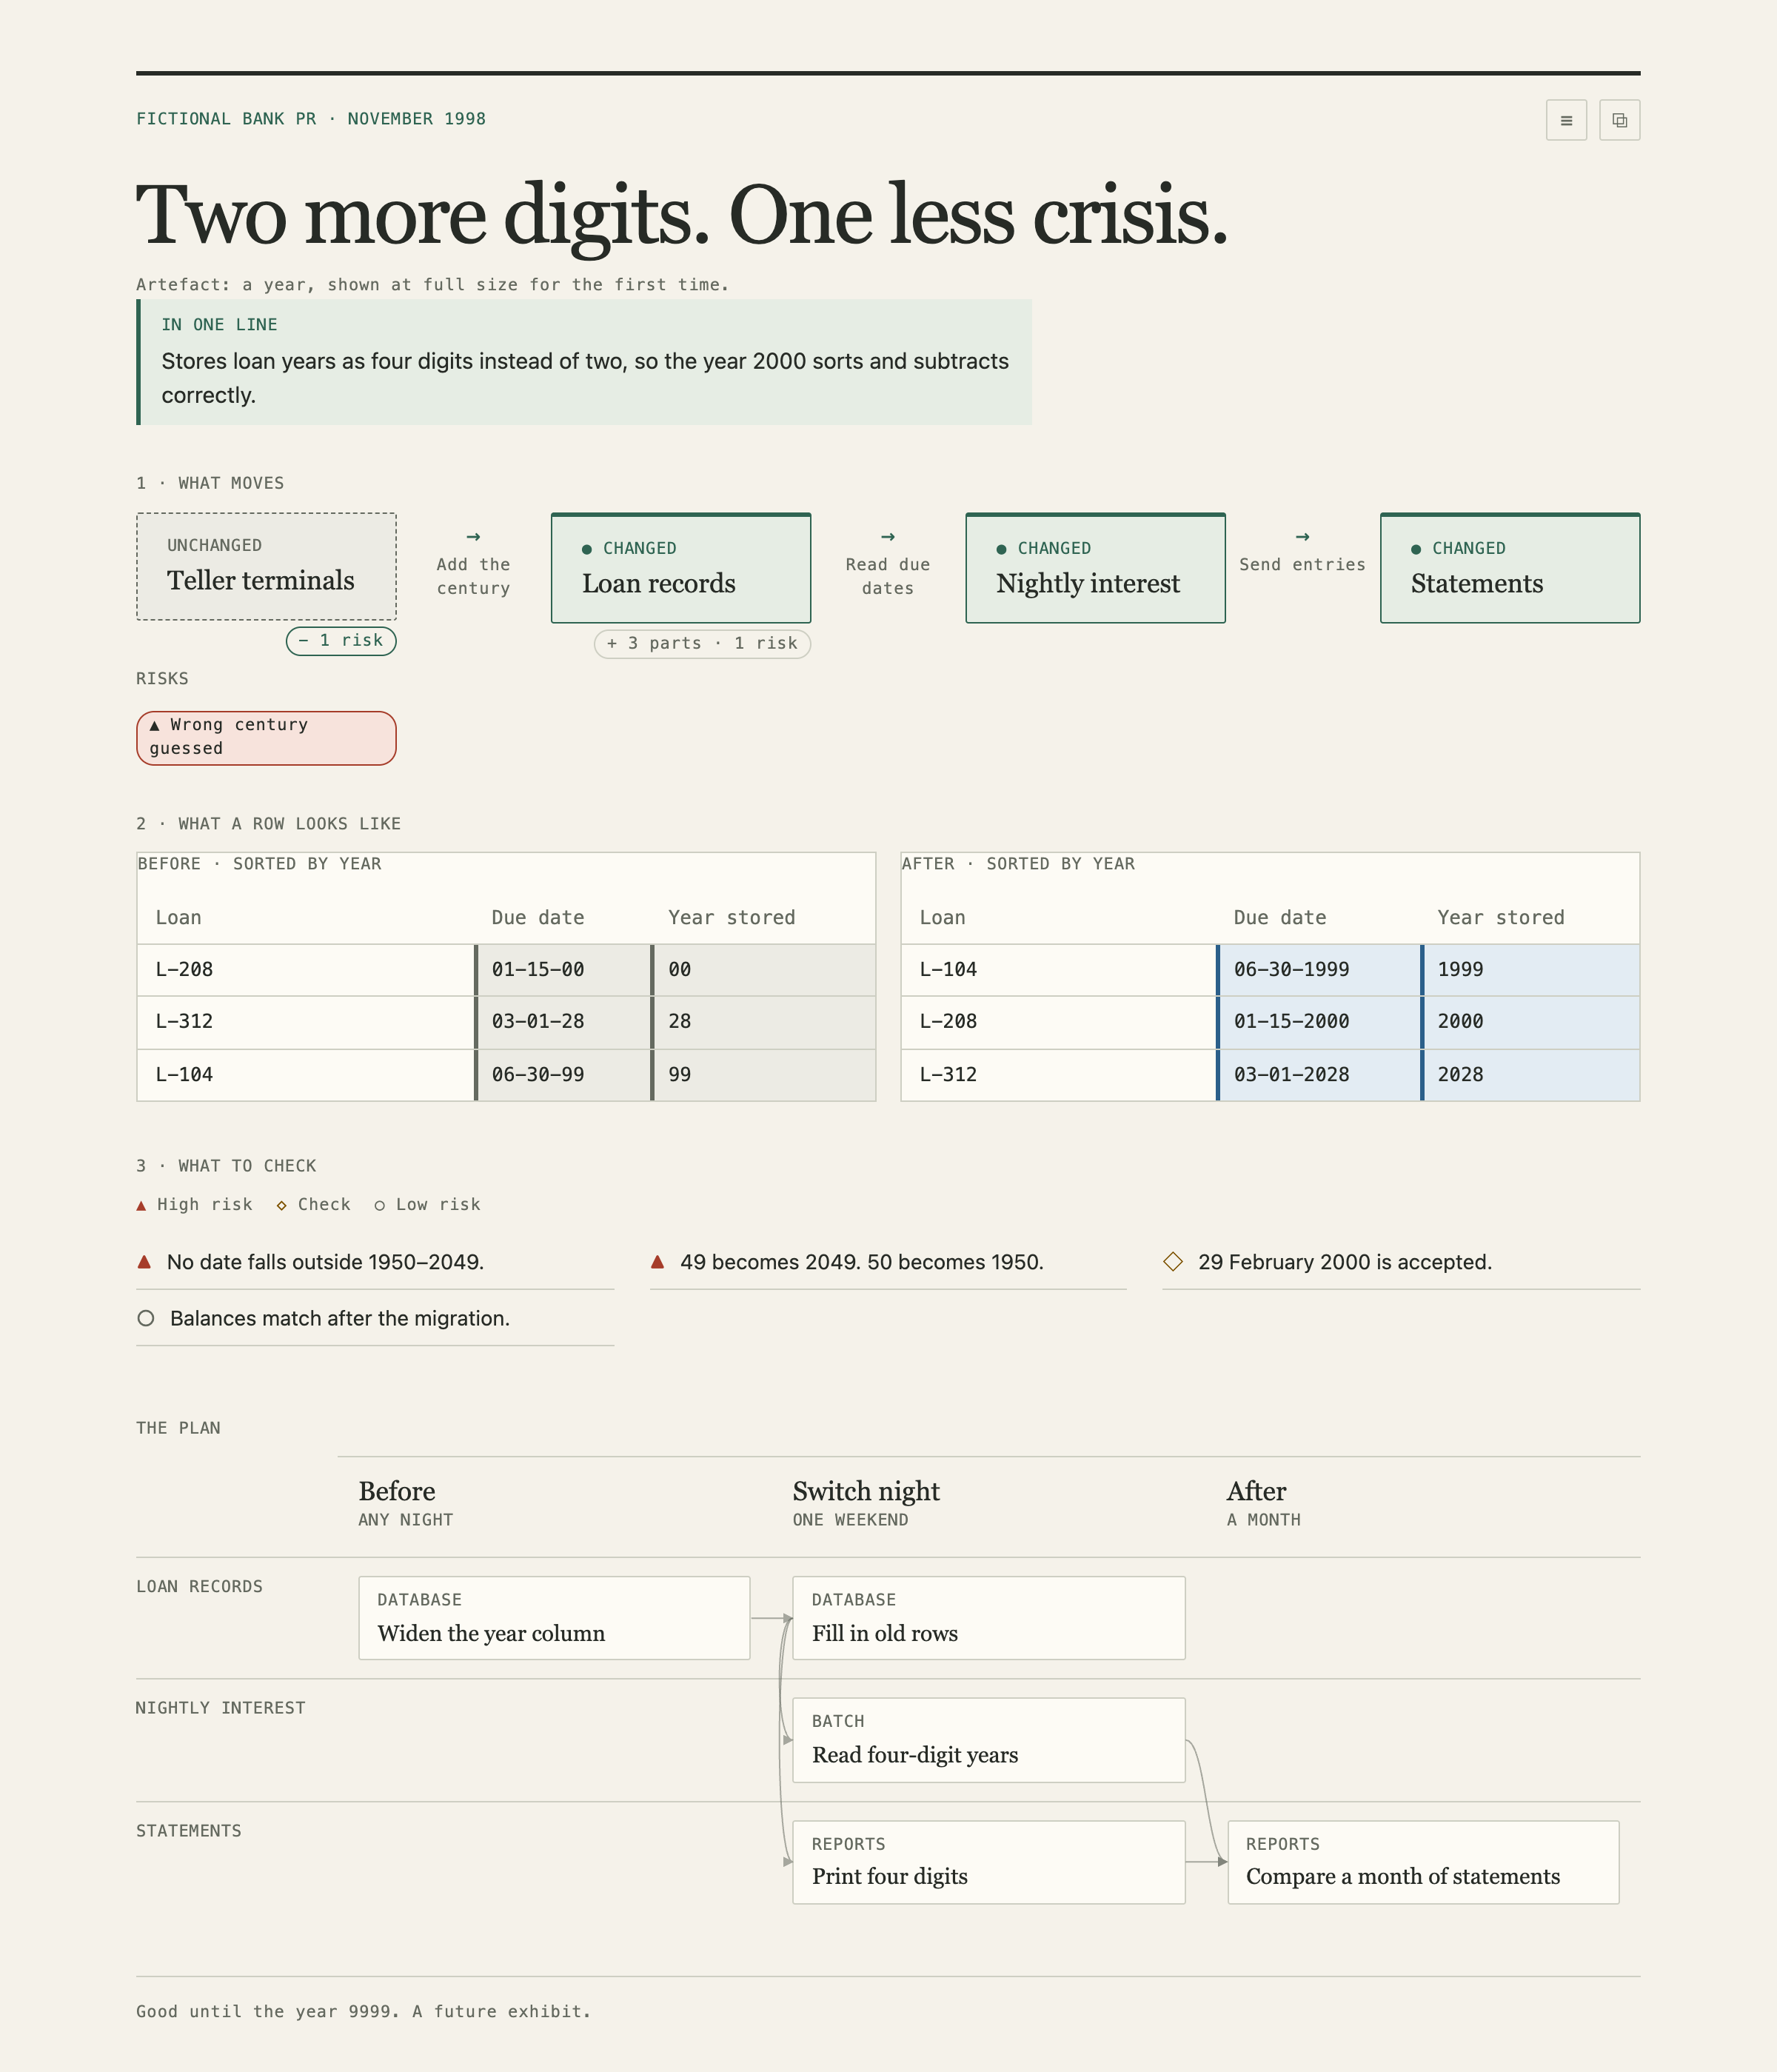 FICTIONAL BANK PR · NOVEMBER 1998
Two more digits. One less crisis.
Artefact: a year, shown at full size for the first time.
IN ONE LINE
Stores loan years as four digits instead of two, so the year 2000 sorts and subtracts
correctly.
1 · WHAT MOVES
UNCHANGED
Teller terminals
− 1 risk
→
Add the
century
● CHANGED
Loan records
+ 3 parts · 1 risk
→
Read due
dates
● CHANGED
Nightly interest
→
Send entries
● CHANGED
Statements
RISKS
▲ Wrong century
guessed
2 · WHAT A ROW LOOKS LIKE
BEFORE · SORTED BY YEAR
Loan Due date Year stored
L−208 01−15−00 00
L−312 03−01−28 28
L−104 06−30−99 99
AFTER · SORTED BY YEAR
Loan Due date Year stored
L−104 06−30−1999 1999
L−208 01−15−2000 2000
L−312 03−01−2028 2028
3 · WHAT TO CHECK
▲ High risk ◇ Check ○ Low risk
▲ No date falls outside 1950–2049.
▲ 49 becomes 2049. 50 becomes 1950.
◇ 29 February 2000 is accepted.
○ Balances match after the migration.
THE PLAN
Before
ANY NIGHT
Switch night
ONE WEEKEND
After
A MONTH
LOAN RECORDS
DATABASE
Widen the year column
DATABASE
Fill in old rows
NIGHTLY INTEREST
BATCH
Read four-digit years
STATEMENTS
REPORTS
Print four digits
REPORTS
Compare a month of statements
Good until the year 9999. A future exhibit.